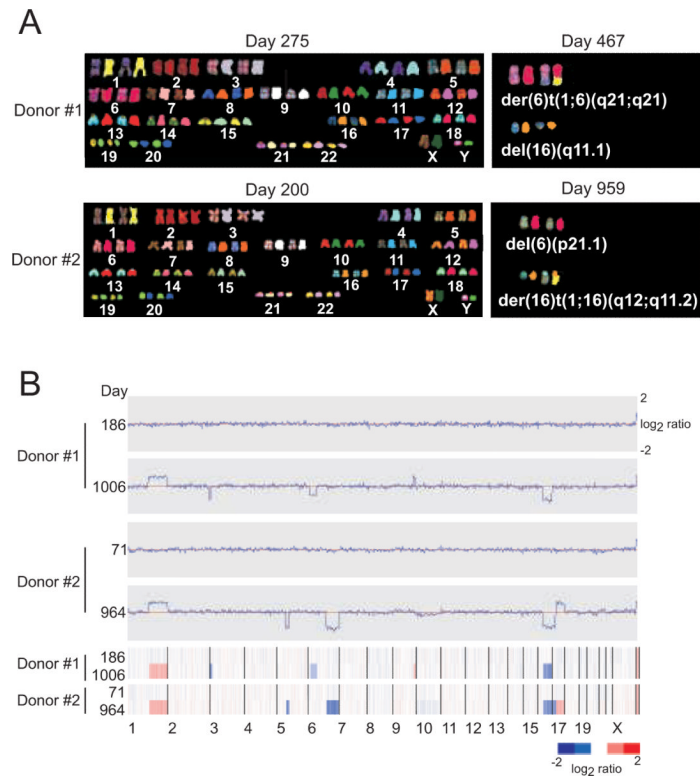 A
Day 275
Day 467
Donor #1
1 2 3 4 5
6 7 8 9 10 11 12
13 14 15 16 17 18
19 20 21 22 X Y
der(6)t(1;6)(q21;q21)
del(16)(q11.1)
Day 200
Day 959
Donor #2
1 2 3 4 5
6 7 8 9 10 11 12
13 14 15 16 17 18
19 20 21 22 X Y
del(6)(p21.1)
der(16)t(1;16)(q12;q11.2)
B
Day
Donor #1
186
1006
2
log2 ratio
-2
Donor #2
71
964
Donor #1
186
1006
Donor #2
71
964
1 2 3 4 5 6 7 8 9 10 11 12 13 15 17 19 X
-2 2
log2 ratio